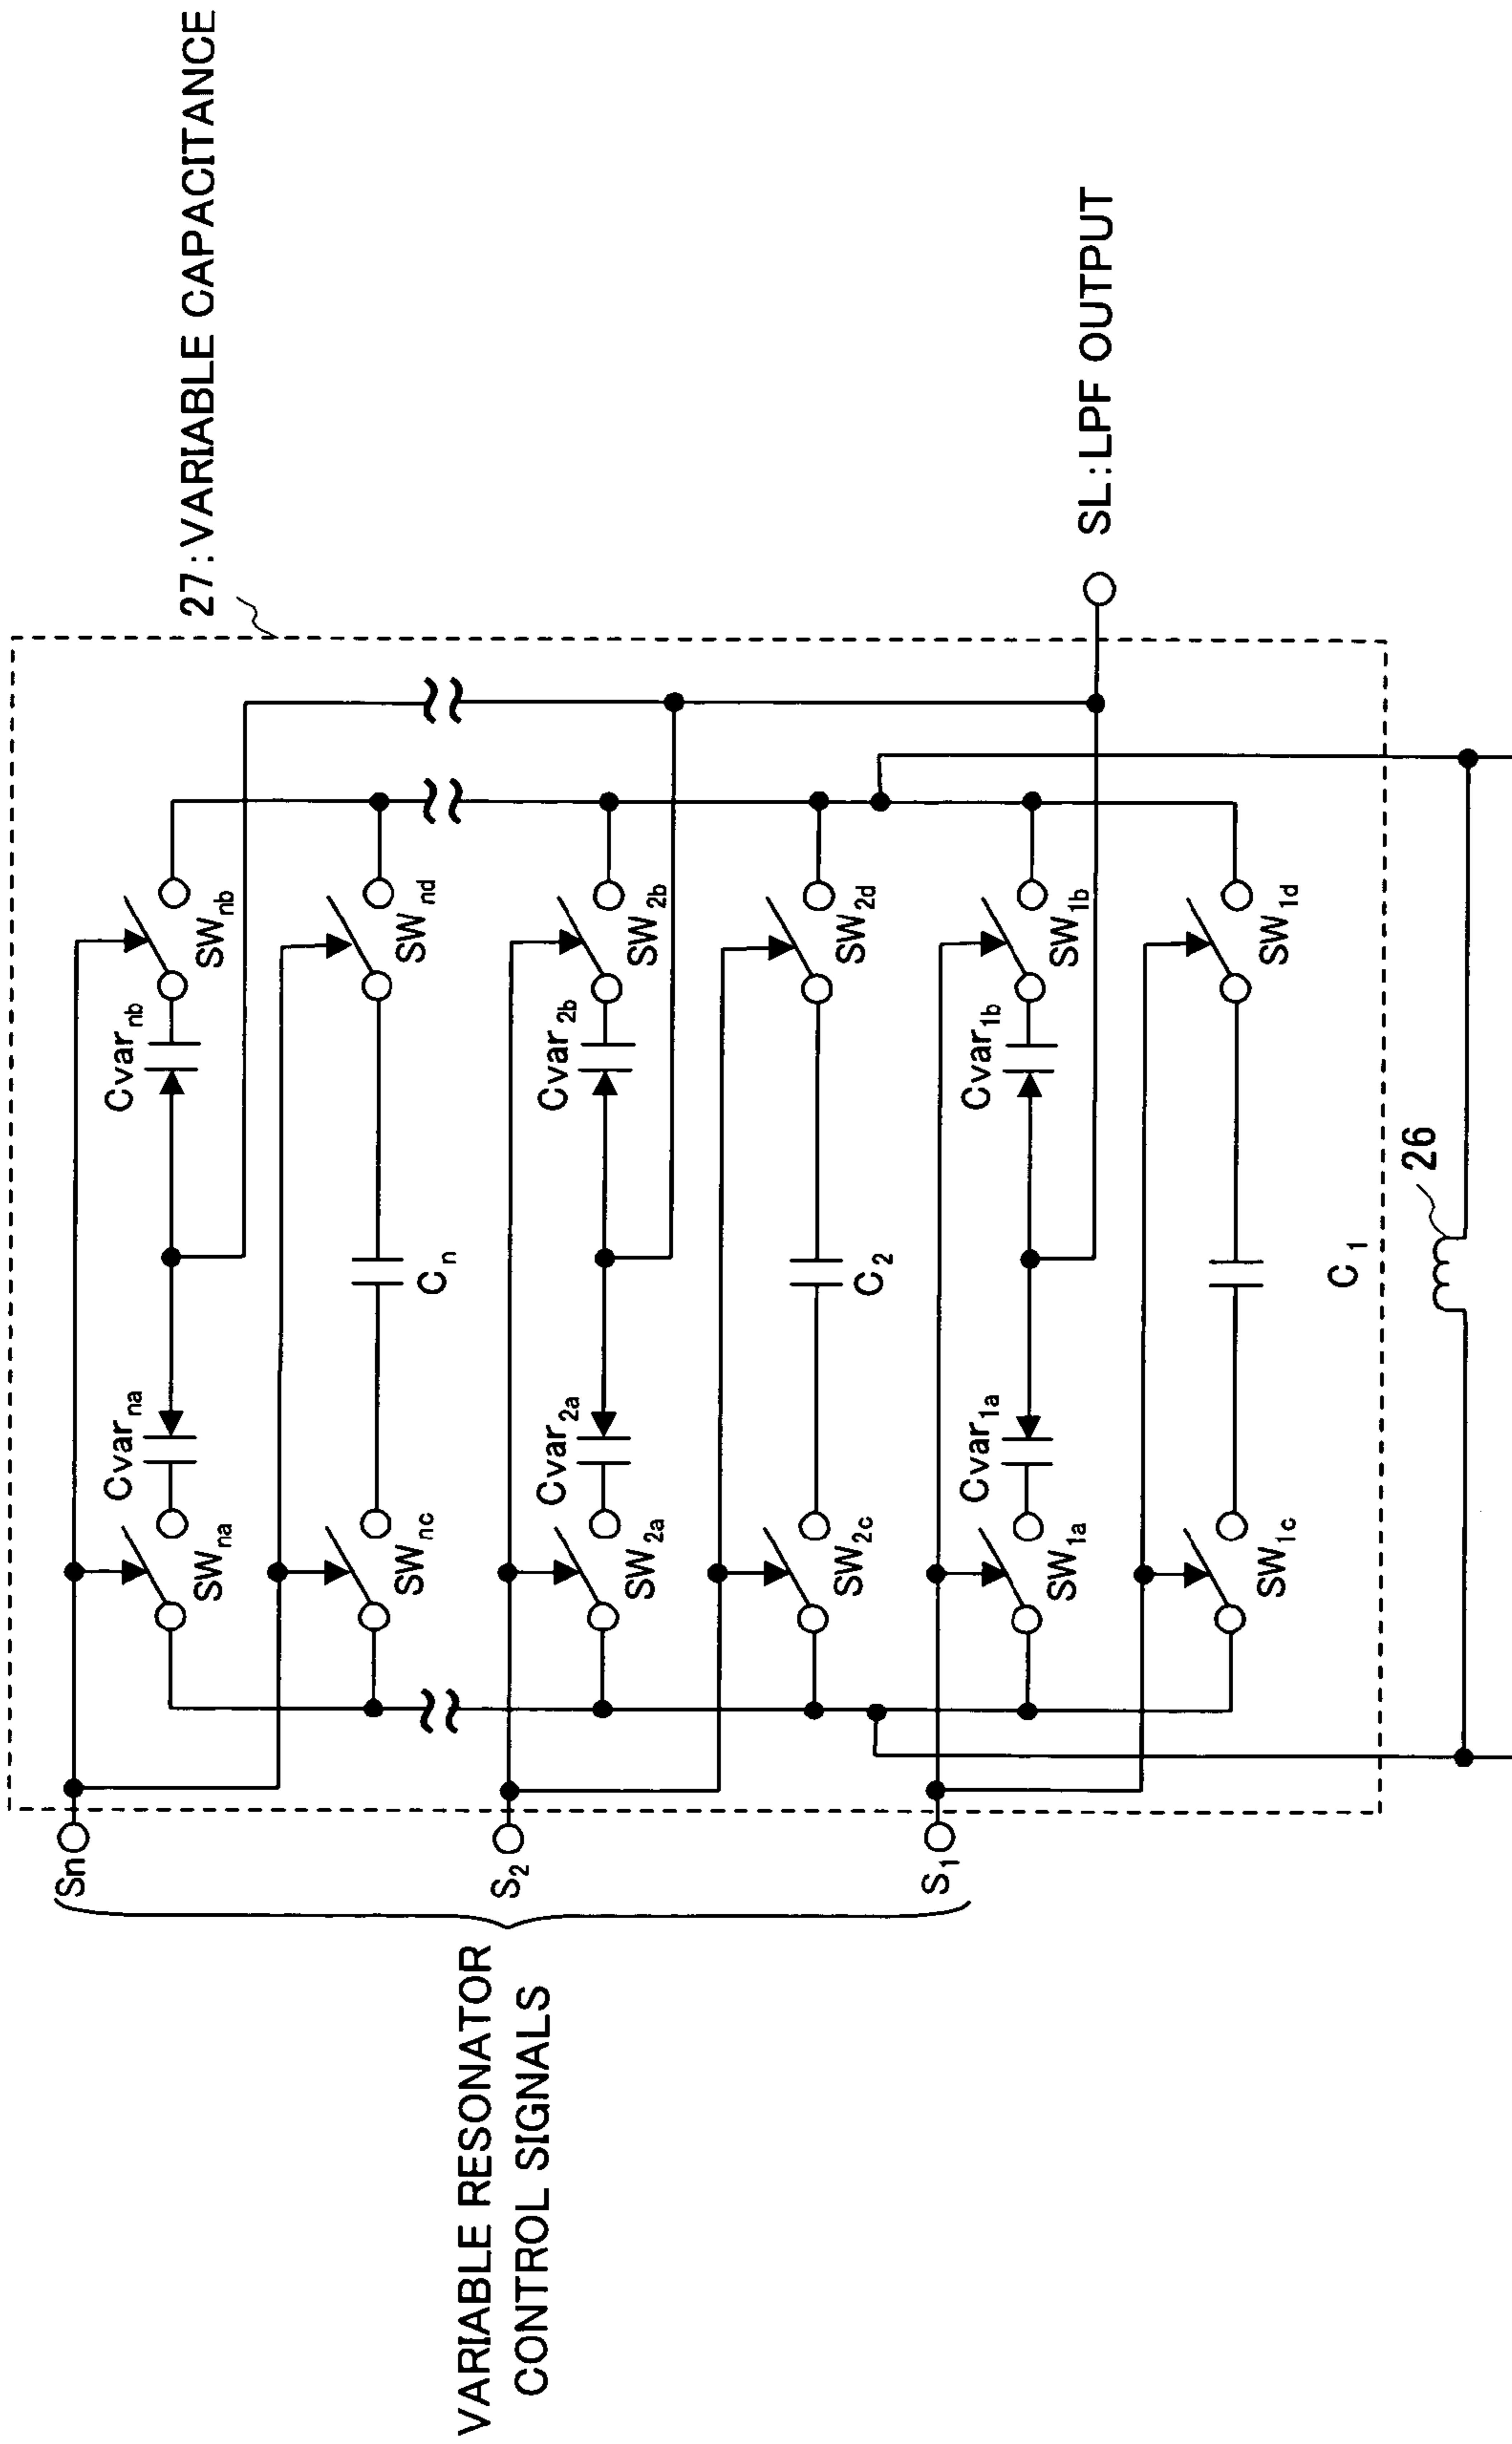 27:VARIABLE CAPACITANCE
Sn
Cvarna
Cvarnb
SWna
SWnb
SWnc
Cn
SWnd
VARIABLE RESONATOR
CONTROL SIGNALS
S2
Cvar2a
Cvar2b
SW2a
SW2b
SW2c
C2
SW2d
S1
Cvar1a
Cvar1b
SW1a
SW1b
SL:LPF OUTPUT
SW1c
SW1d
C1
26